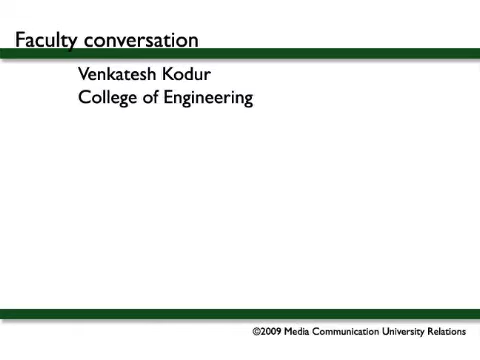 Faculty conversation
Venkatesh Kodur
College of Engineering
©2009 Media Communication University Relations